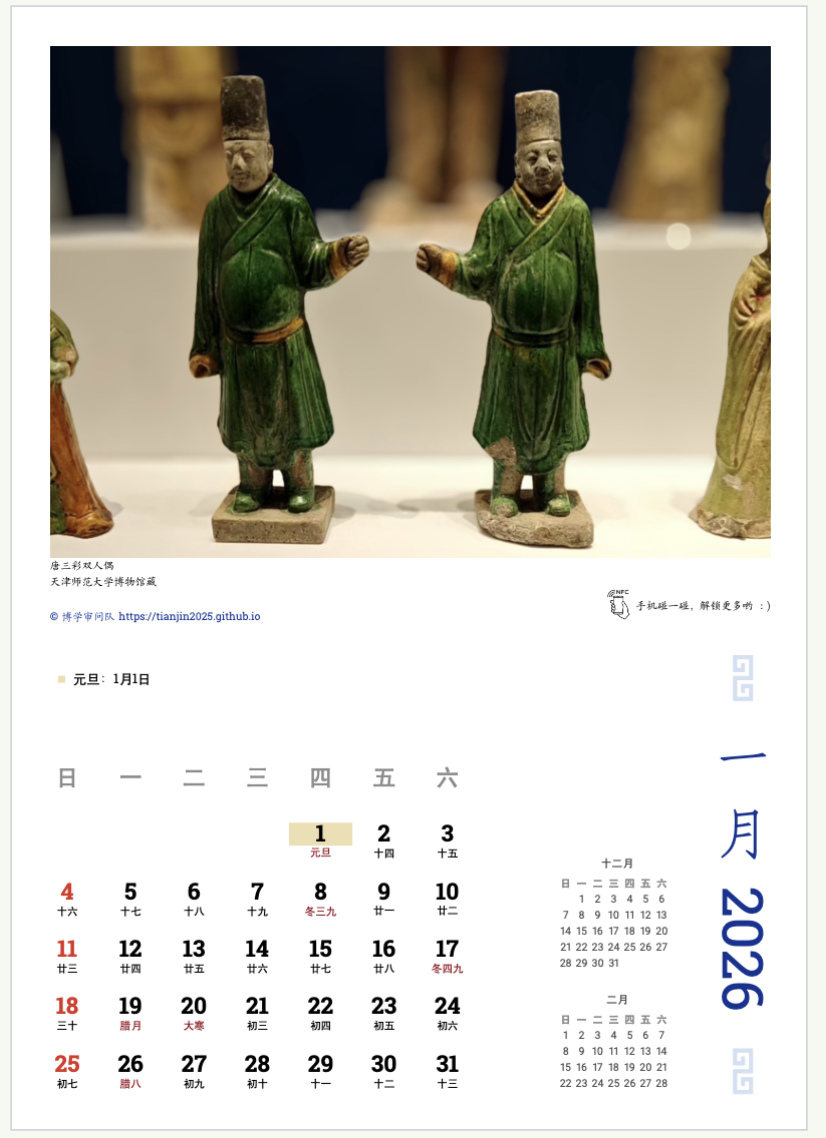 唐三彩双人偶
天津师范大学博物馆藏
NFC
手机碰一碰，解锁更多哟 :)
© 博学审问队 https://tianjin2025.github.io
元旦：1月1日
一月 2026
日 一 二 三 四 五 六
1 2 3
元旦 十四 十五
4 5 6 7 8 9 10
十六 十七 十八 十九 冬三九 廿一 廿二
11 12 13 14 15 16 17
廿三 廿四 廿五 廿六 廿七 廿八 冬四九
18 19 20 21 22 23 24
三十 腊月 大寒 初三 初四 初五 初六
25 26 27 28 29 30 31
初七 腊八 初九 初十 十一 十二 十三
十二月
日 一 二 三 四 五 六
1 2 3 4 5 6
7 8 9 10 11 12 13
14 15 16 17 18 19 20
21 22 23 24 25 26 27
28 29 30 31
二月
日 一 二 三 四 五 六
1 2 3 4 5 6 7
8 9 10 11 12 13 14
15 16 17 18 19 20 21
22 23 24 25 26 27 28